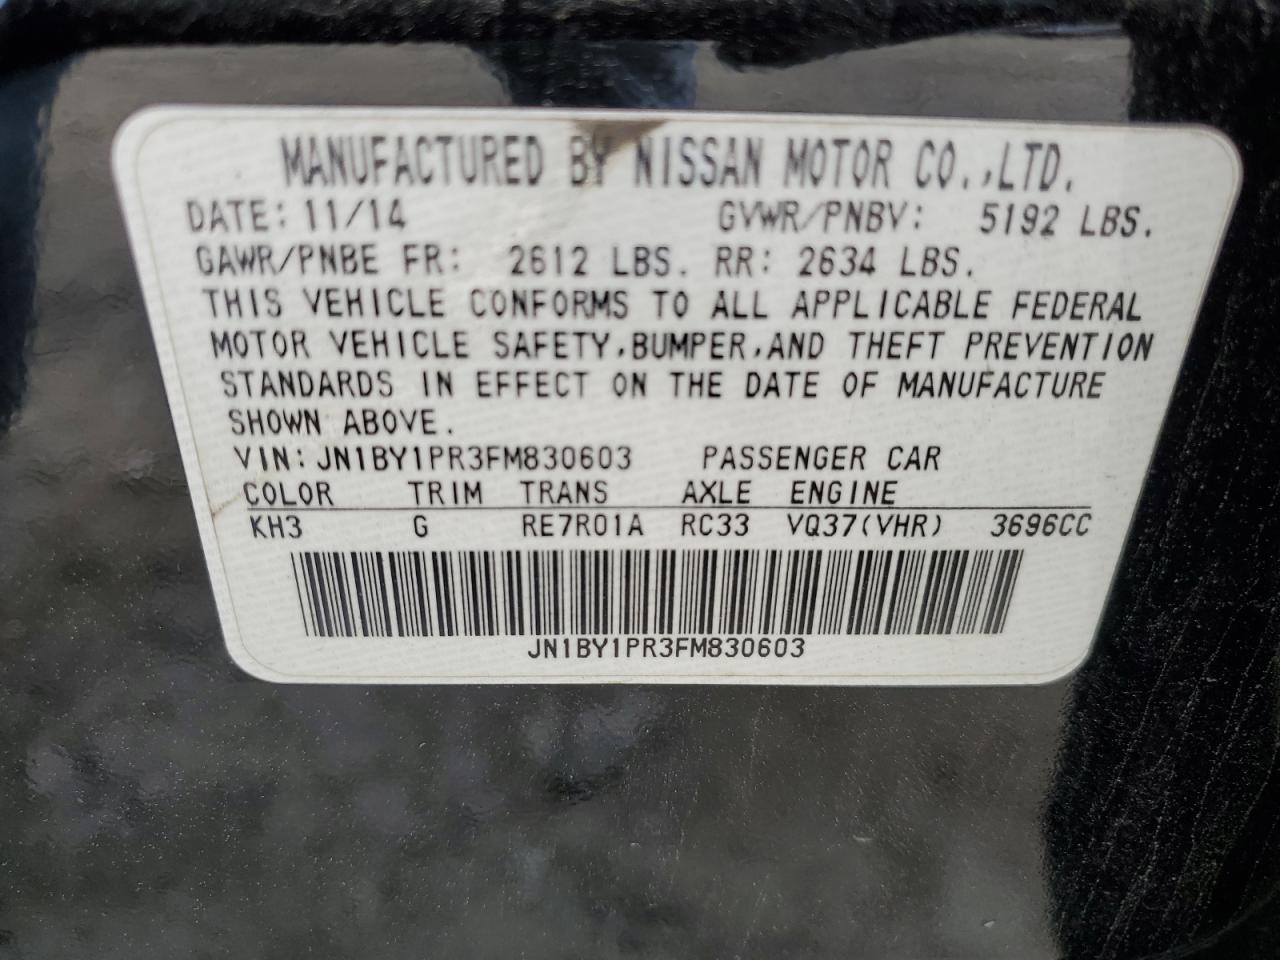 MANUFACTURED BY NISSAN MOTOR CO.,LTD.
DATE: 11/14 GVWR/PNBV: 5192 LBS.
GAWR/PNBE FR: 2612 LBS. RR: 2634 LBS.
THIS VEHICLE CONFORMS TO ALL APPLICABLE FEDERAL
MOTOR VEHICLE SAFETY,BUMPER,AND THEFT PREVENTION
STANDARDS IN EFFECT ON THE DATE OF MANUFACTURE
SHOWN ABOVE.
VIN: JN1BY1PR3FM830603 PASSENGER CAR
COLOR TRIM TRANS AXLE ENGINE
KH3 G RE7R01A RC33 VQ37(VHR) 3696CC
JN1BY1PR3FM830603